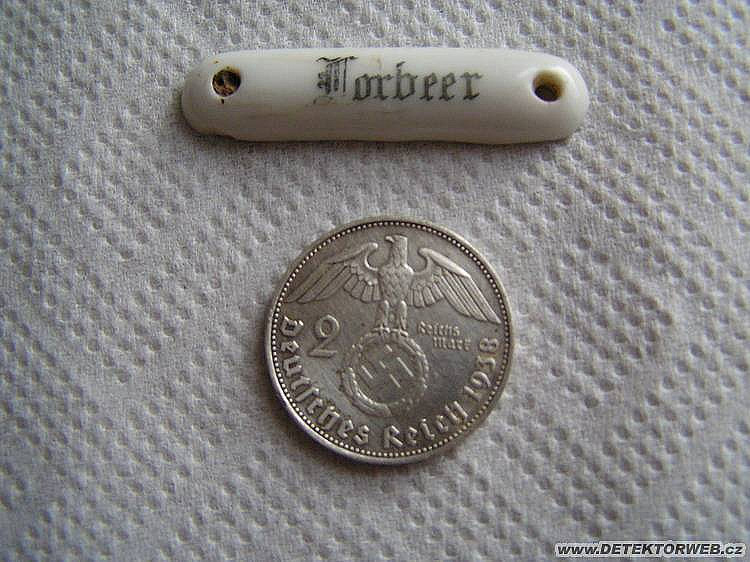 Lorbeer
2 Reichs
mark
Deutsches Reich 1938
www.DETEKTORWEB.cz